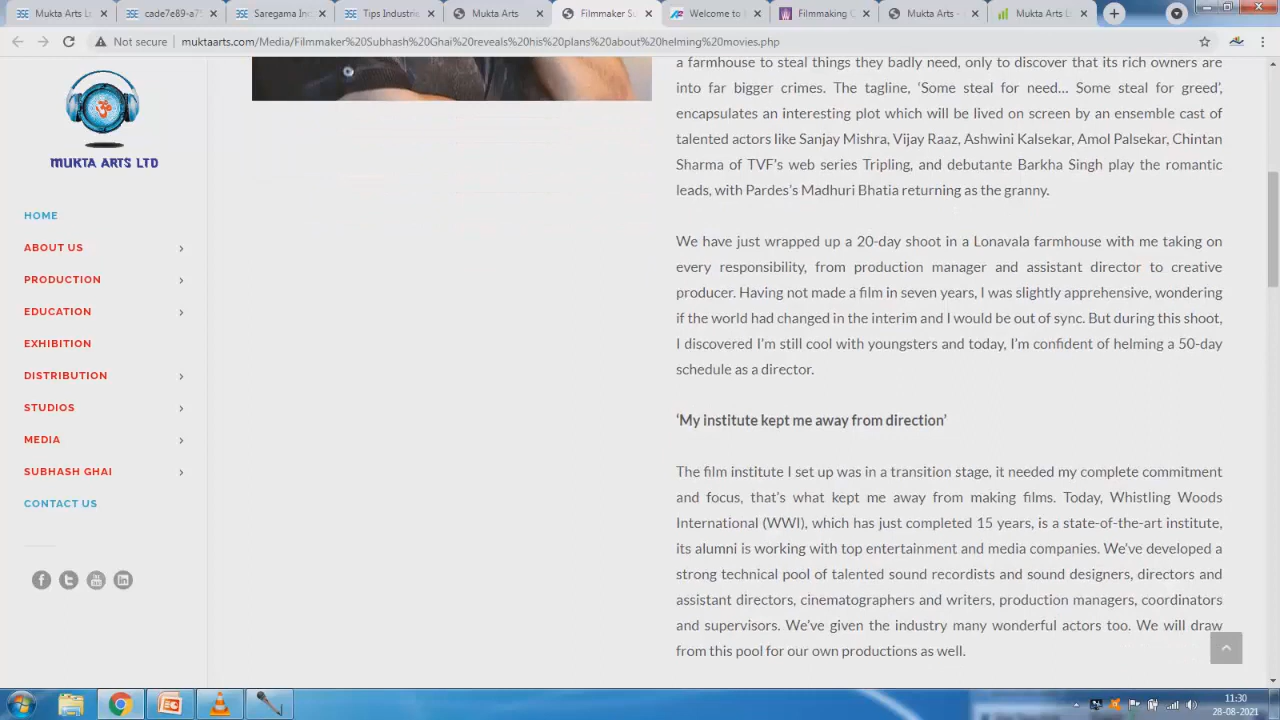 Mukta Arts Lt
cade7e89-a79
Saregama Ind
Tips Industrie
Mukta Arts
Filmmaker Su
Welcome to
Filmmaking C
Mukta Arts -
Mukta Arts L
Not secure
muktaarts.com/Media/Filmmaker%20Subhash%20Ghai%20reveals%20his%20plans%20about%20helming%20movies.php
MUKTA ARTS LTD
HOME
ABOUT US
PRODUCTION
EDUCATION
EXHIBITION
DISTRIBUTION
STUDIOS
MEDIA
SUBHASH GHAI
CONTACT US
a farmhouse to steal things they badly need, only to discover that its rich owners are
into far bigger crimes. The tagline, ‘Some steal for need... Some steal for greed’,
encapsulates an interesting plot which will be lived on screen by an ensemble cast of
talented actors like Sanjay Mishra, Vijay Raaz, Ashwini Kalsekar, Amol Palsekar, Chintan
Sharma of TVF’s web series Tripling, and debutante Barkha Singh play the romantic
leads, with Pardes’s Madhuri Bhatia returning as the granny.
We have just wrapped up a 20-day shoot in a Lonavala farmhouse with me taking on
every responsibility, from production manager and assistant director to creative
producer. Having not made a film in seven years, I was slightly apprehensive, wondering
if the world had changed in the interim and I would be out of sync. But during this shoot,
I discovered I’m still cool with youngsters and today, I’m confident of helming a 50-day
schedule as a director.
‘My institute kept me away from direction’
The film institute I set up was in a transition stage, it needed my complete commitment
and focus, that’s what kept me away from making films. Today, Whistling Woods
International (WWI), which has just completed 15 years, is a state-of-the-art institute,
its alumni is working with top entertainment and media companies. We’ve developed a
strong technical pool of talented sound recordists and sound designers, directors and
assistant directors, cinematographers and writers, production managers, coordinators
and supervisors. We’ve given the industry many wonderful actors too. We will draw
from this pool for our own productions as well.
11:30
28-08-2021